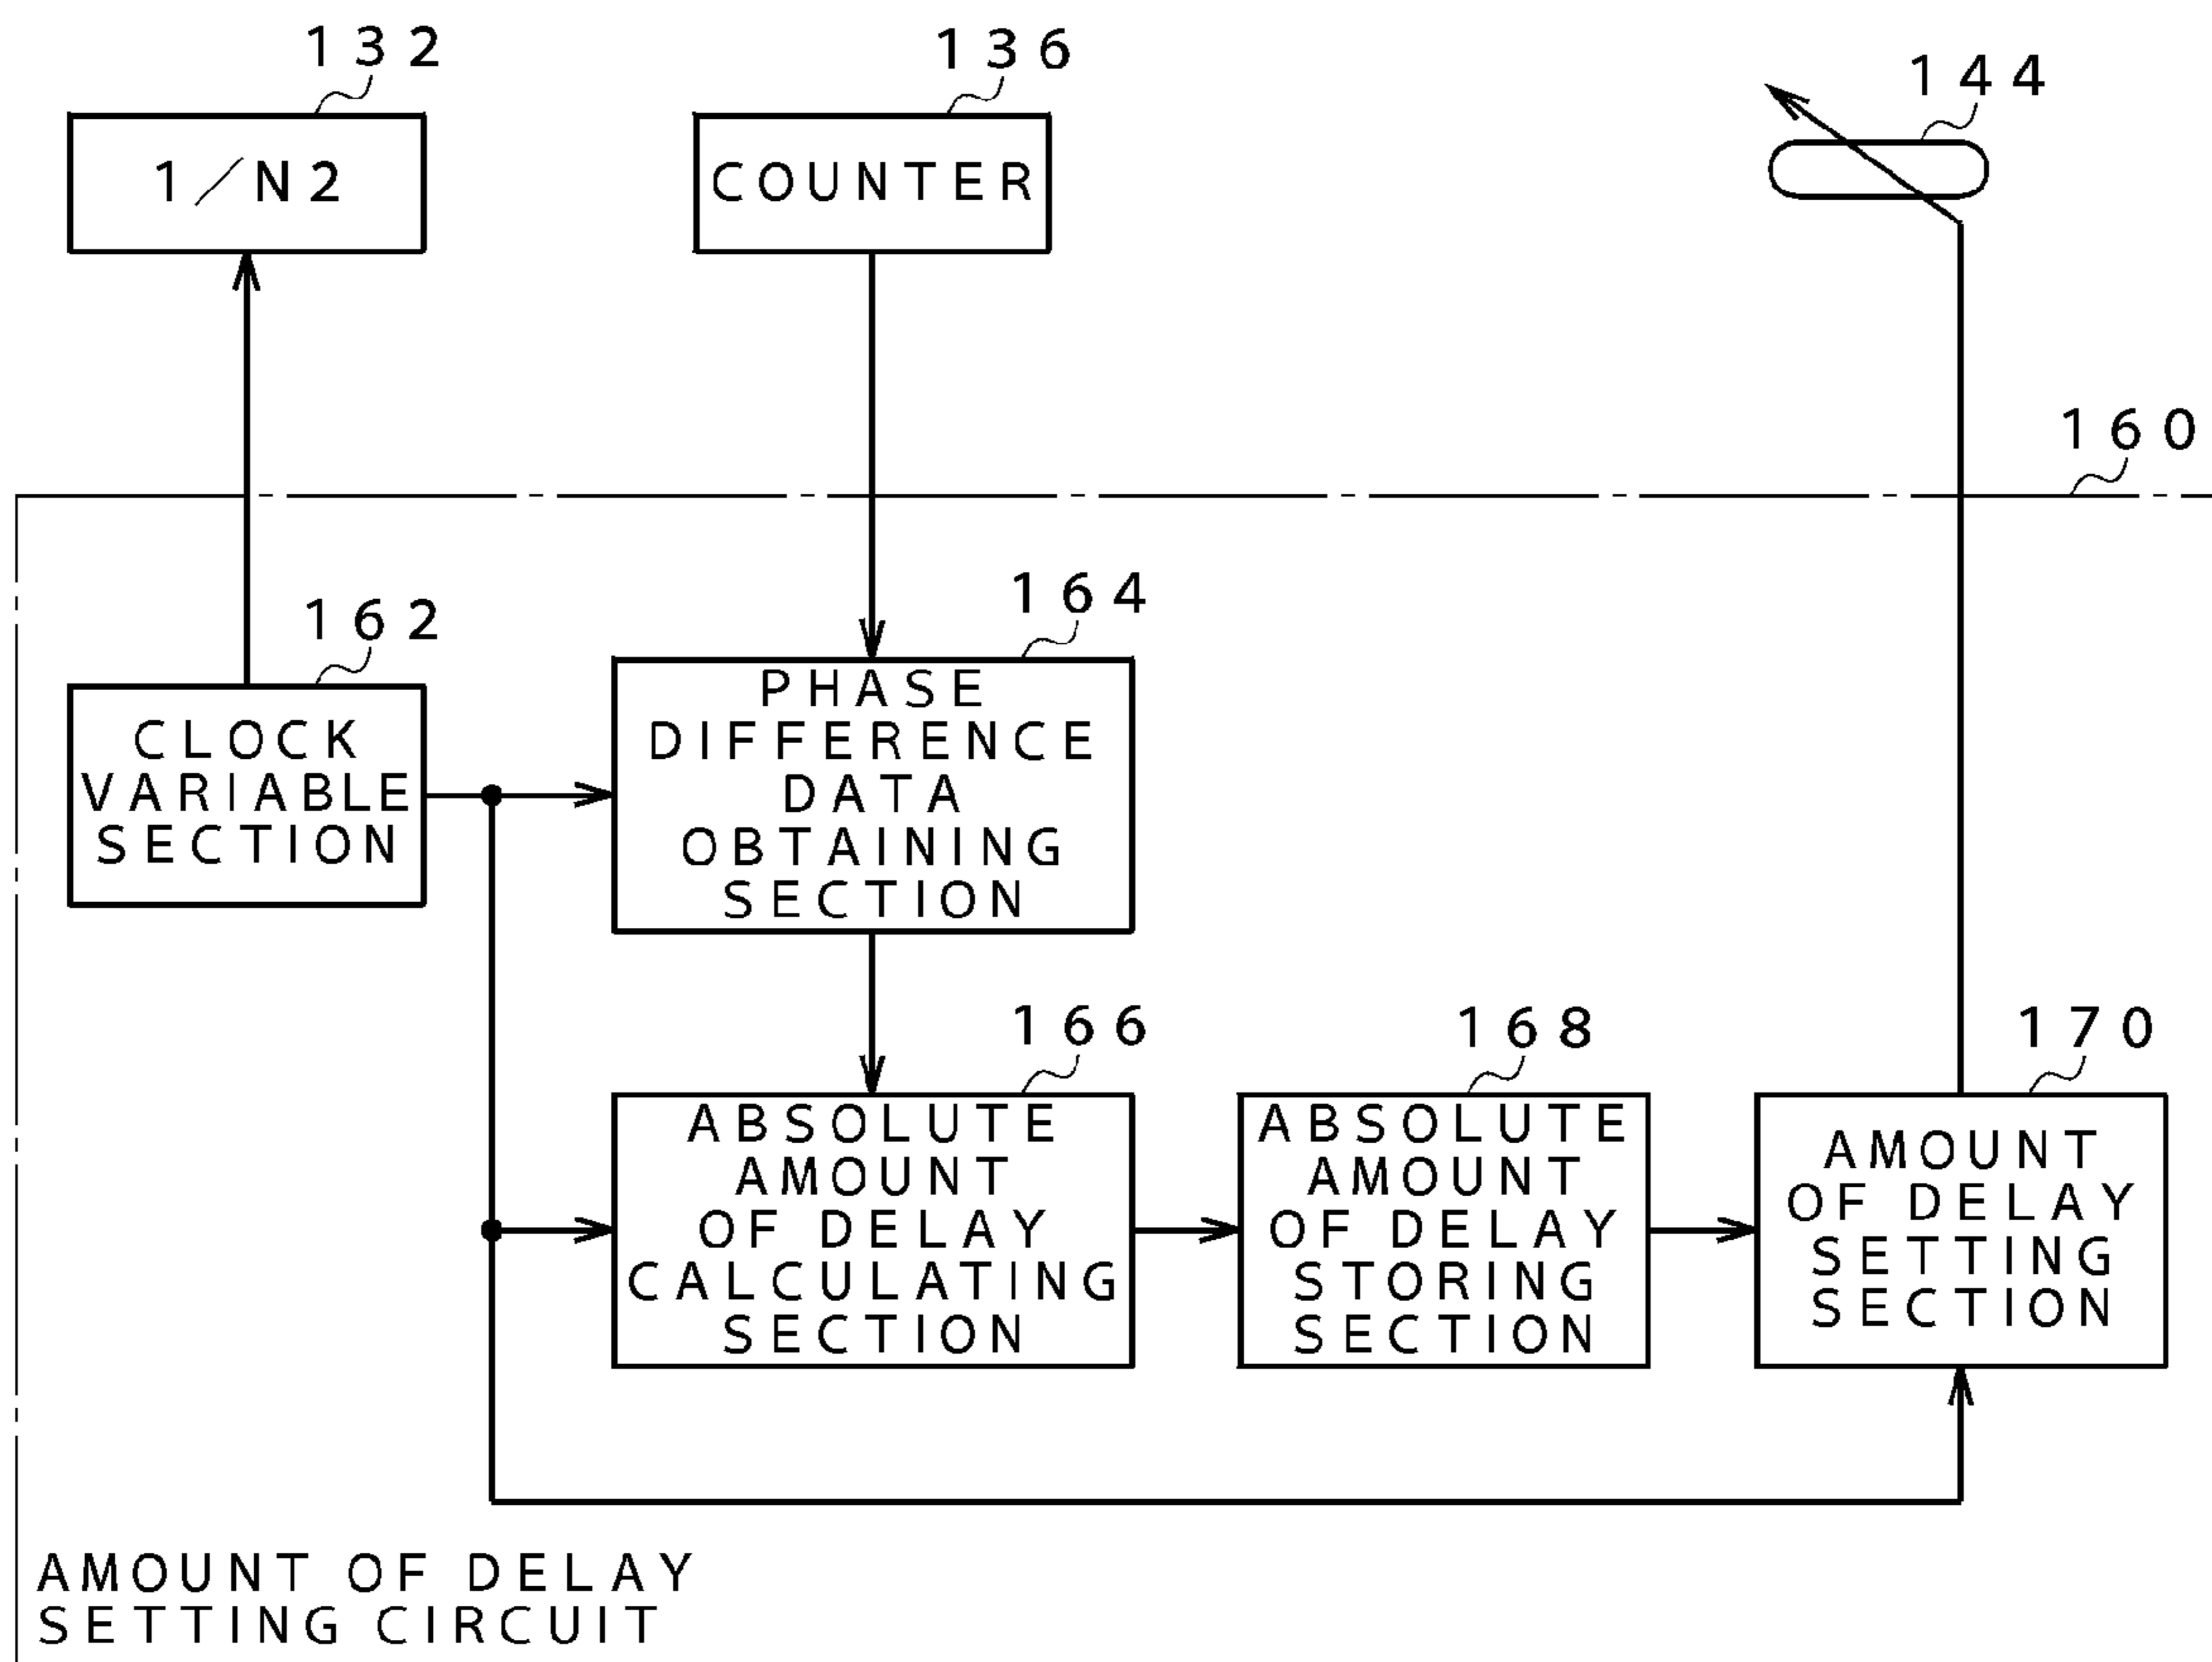 132
136
144
1/N2
COUNTER
160
162
164
CLOCK
VARIABLE
SECTION
PHASE
DIFFERENCE
DATA
OBTAINING
SECTION
166
168
170
ABSOLUTE
AMOUNT
OF DELAY
CALCULATING
SECTION
ABSOLUTE
AMOUNT
OF DELAY
STORING
SECTION
AMOUNT
OF DELAY
SETTING
SECTION
AMOUNT OF DELAY
SETTING CIRCUIT